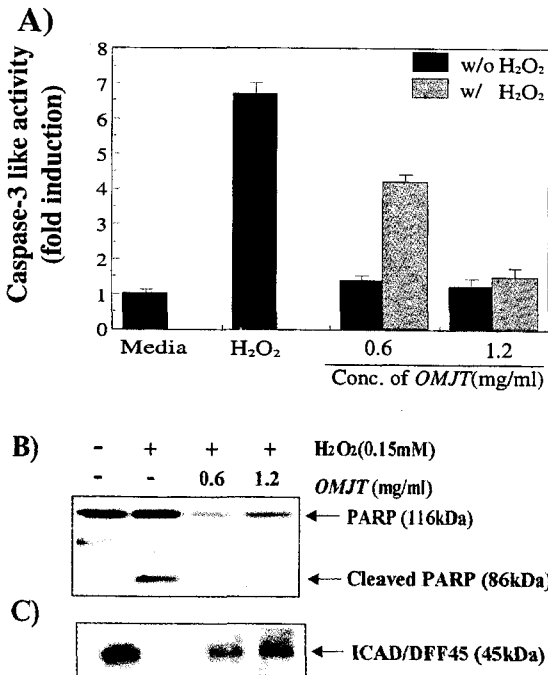 A)
Caspase-3 like activity
(fold induction)
8
7
6
5
4
2
1
0
w/o H₂O₂
w/ H₂O₂
Media
H₂O₂
0.6
1.2
Conc. of OMJT(mg/ml)
B)
- + + + H₂O₂(0.15mM)
- - 0.6 1.2 OMJT (mg/ml)
PARP (116kDa)
Cleaved PARP (86kDa)
C)
ICAD/DFF45 (45kDa)